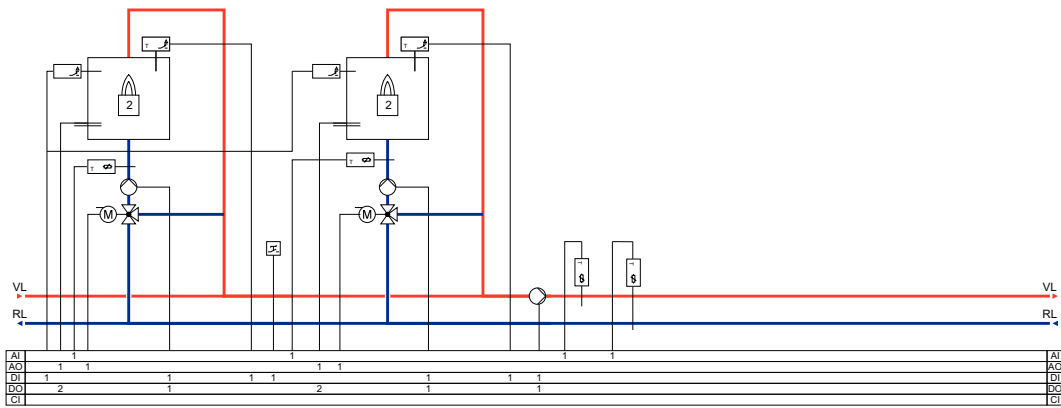 T T
2 2
T T
M M
T T
VL VL
RL RL
AI 1 1 1 1 AI
AO 1 1 1 1 AO
DI 1 1 1 1 1 1 1 DI
DO 2 1 2 1 1 DO
CI CI